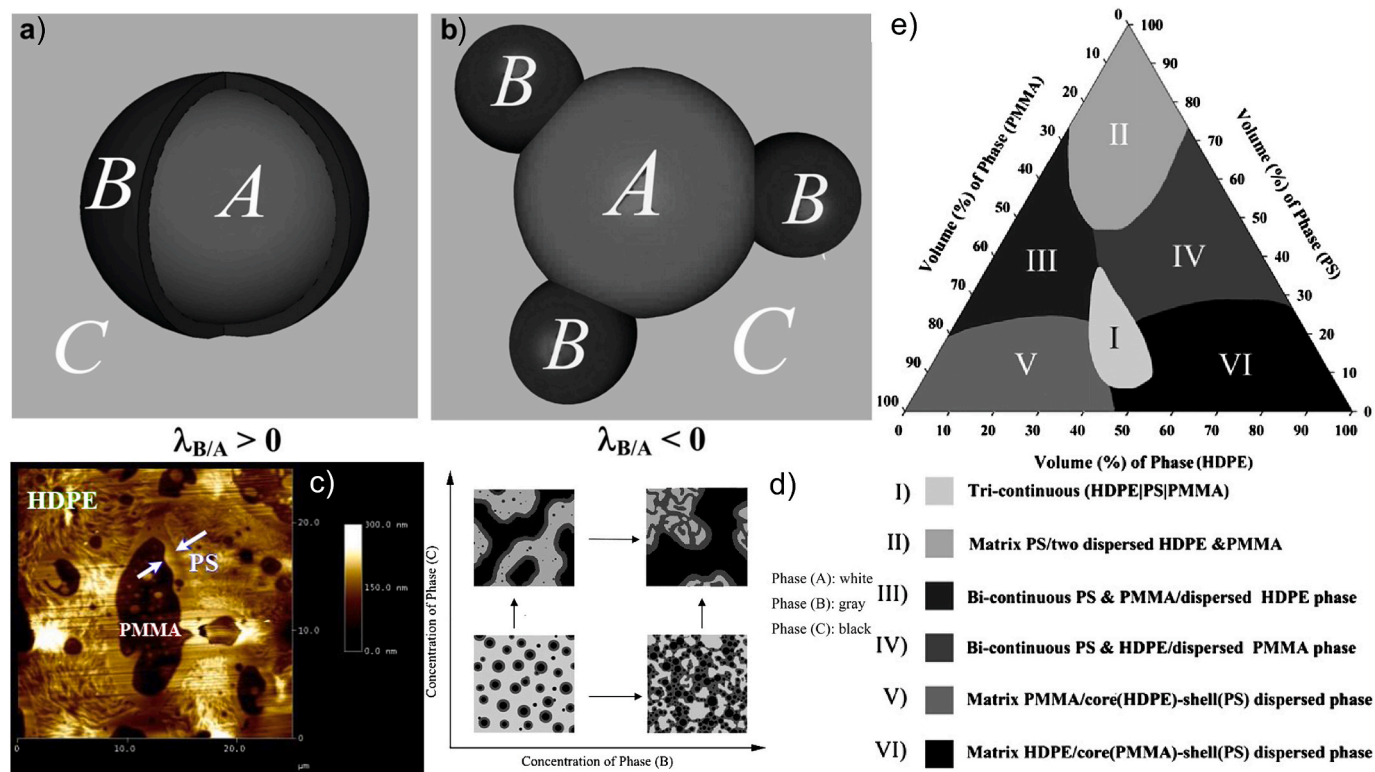 a)
B
A
C
λB/A > 0
b)
B
A
B
B
C
λB/A < 0
c)
HDPE
PS
PMMA
300.0 nm
150.0 nm
0.0 nm
20.0
10.0
0
0
10.0
20.0
μm
d)
Concentration of Phase (C)
Concentration of Phase (B)
Phase (A): white
Phase (B): gray
Phase (C): black
e)
Volume (%) of Phase (PMMA)
0
10
20
30
40
50
60
70
80
90
100
Volume (%) of Phase (PS)
100
90
80
70
60
50
40
30
20
10
0
II
III
IV
I
V
VI
0
10
20
30
40
50
60
70
80
90
100
Volume (%) of Phase (HDPE)
I) Tri-continuous (HDPE|PS|PMMA)
II) Matrix PS/two dispersed HDPE &PMMA
III) Bi-continuous PS & PMMA/dispersed HDPE phase
IV) Bi-continuous PS & HDPE/dispersed PMMA phase
V) Matrix PMMA/core(HDPE)-shell(PS) dispersed phase
VI) Matrix HDPE/core(PMMA)-shell(PS) dispersed phase